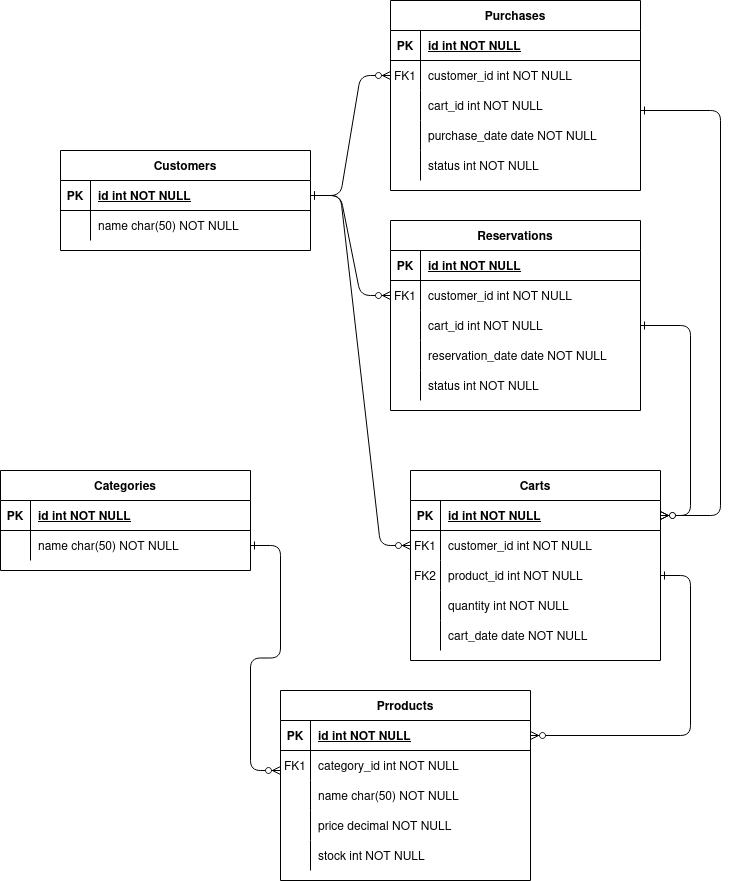 Purchases
PK id int NOT NULL
FK1 customer_id int NOT NULL
cart_id int NOT NULL
purchase_date date NOT NULL
status int NOT NULL
Customers
PK id int NOT NULL
name char(50) NOT NULL
Reservations
PK id int NOT NULL
FK1 customer_id int NOT NULL
cart_id int NOT NULL
reservation_date date NOT NULL
status int NOT NULL
Categories
PK id int NOT NULL
name char(50) NOT NULL
Carts
PK id int NOT NULL
FK1 customer_id int NOT NULL
FK2 product_id int NOT NULL
quantity int NOT NULL
cart_date date NOT NULL
Prroducts
PK id int NOT NULL
FK1 category_id int NOT NULL
name char(50) NOT NULL
price decimal NOT NULL
stock int NOT NULL